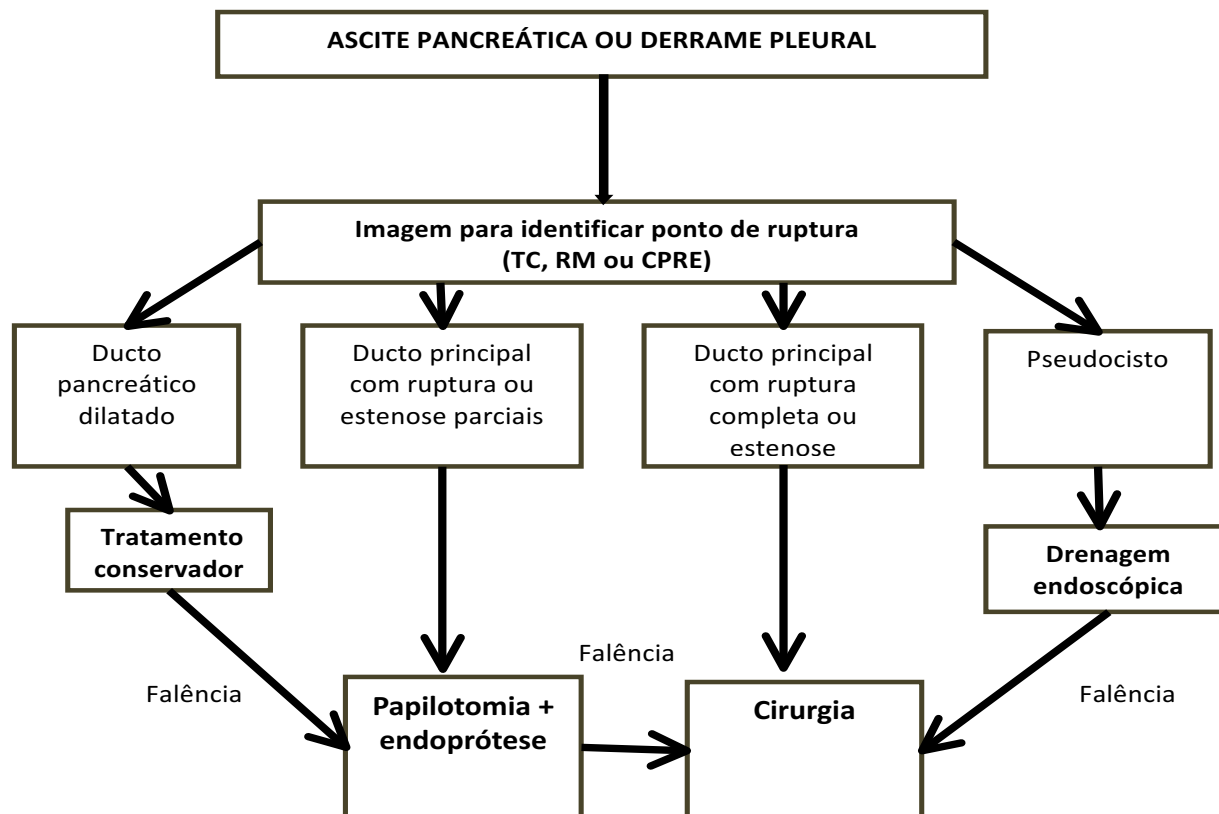 ASCITE PANCREÁTICA OU DERRAME PLEURAL
Imagem para identificar ponto de ruptura
(TC, RM ou CPRE)
Ducto
pancreático
dilatado
Ducto principal
com ruptura ou
estenose parciais
Ducto principal
com ruptura
completa ou
estenose
Pseudocisto
Tratamento
conservador
Drenagem
endoscópica
Falência
Falência
Falência
Papilotomia +
endoprótese
Cirurgia